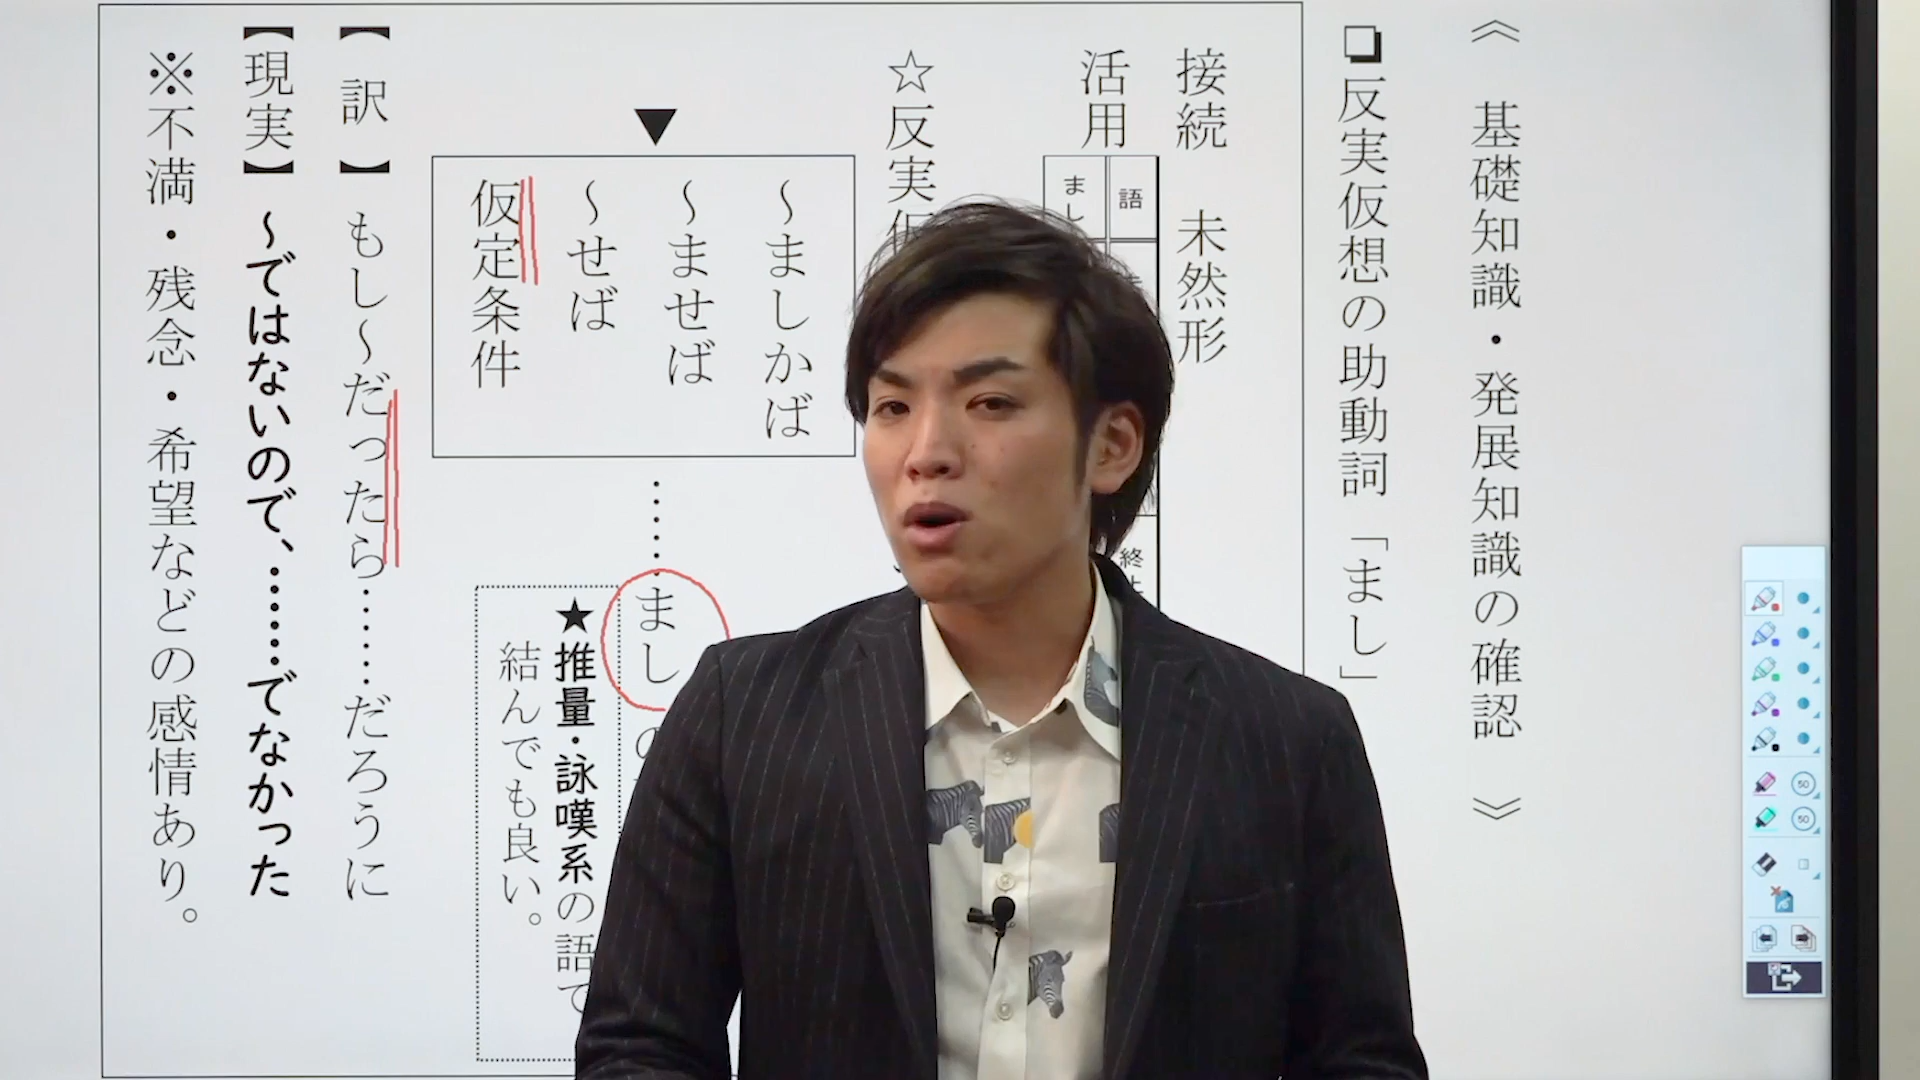 《 基礎知識・発展知識の確認 》
❏反実仮想の助動詞「まし」
接続 未然形
活用
語
まし
終
☆反実仮
▼
～ましかば
～ませば
～せば
仮定条件
……まし
★推量・詠嘆系の語で
結んでも良い。
【 訳 】 もし～だったら……だろうに
【現実】 ～ではないので、……でなかった
※不満・残念・希望などの感情あり。
50
50